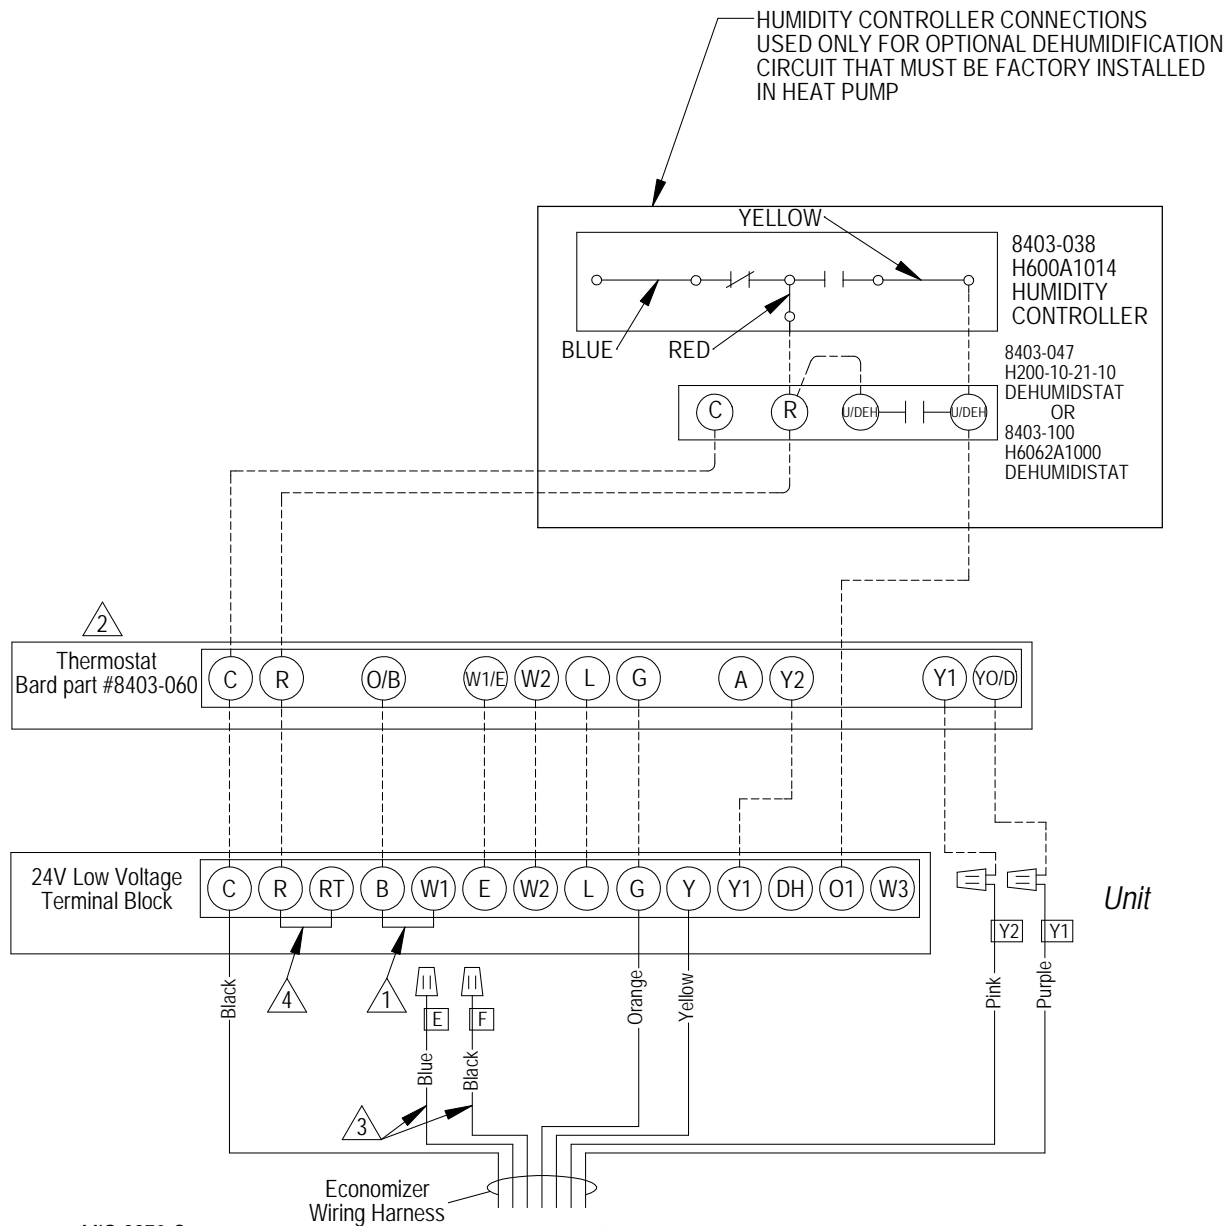 HUMIDITY CONTROLLER CONNECTIONS
USED ONLY FOR OPTIONAL DEHUMIDIFICATION
CIRCUIT THAT MUST BE FACTORY INSTALLED
IN HEAT PUMP
YELLOW
8403-038
H600A1014
HUMIDITY
CONTROLLER
BLUE
RED
8403-047
H200-10-21-10
DEHUMIDSTAT
OR
8403-100
H6062A1000
DEHUMIDISTAT
C R U/DEH U/DEH
2
Thermostat
Bard part #8403-060
C R O/B W1/E W2 L G A Y2 Y1 YO/D
24V Low Voltage
Terminal Block
C R RT B W1 E W2 L G Y Y1 DH O1 W3
Unit
Y2 Y1
4 1
Black
E F
Orange
Yellow
Pink
Purple
Blue
Black
3
Economizer
Wiring Harness